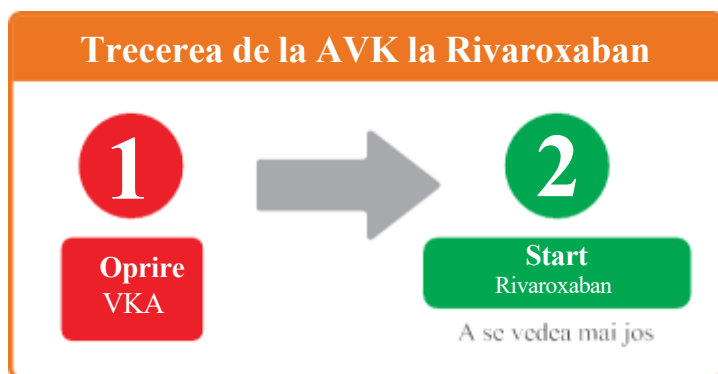 Trecerea de la AVK la Rivaroxaban
1
2
Oprire
VKA
Start
Rivaroxaban
A se vedea mai jos